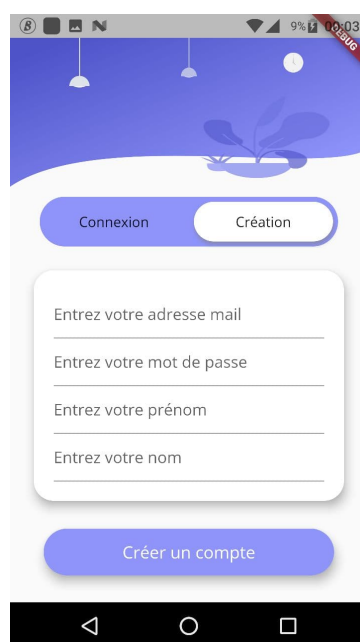 9% 00:03
DEBUG
Connexion Création
Entrez votre adresse mail
Entrez votre mot de passe
Entrez votre prénom
Entrez votre nom
Créer un compte